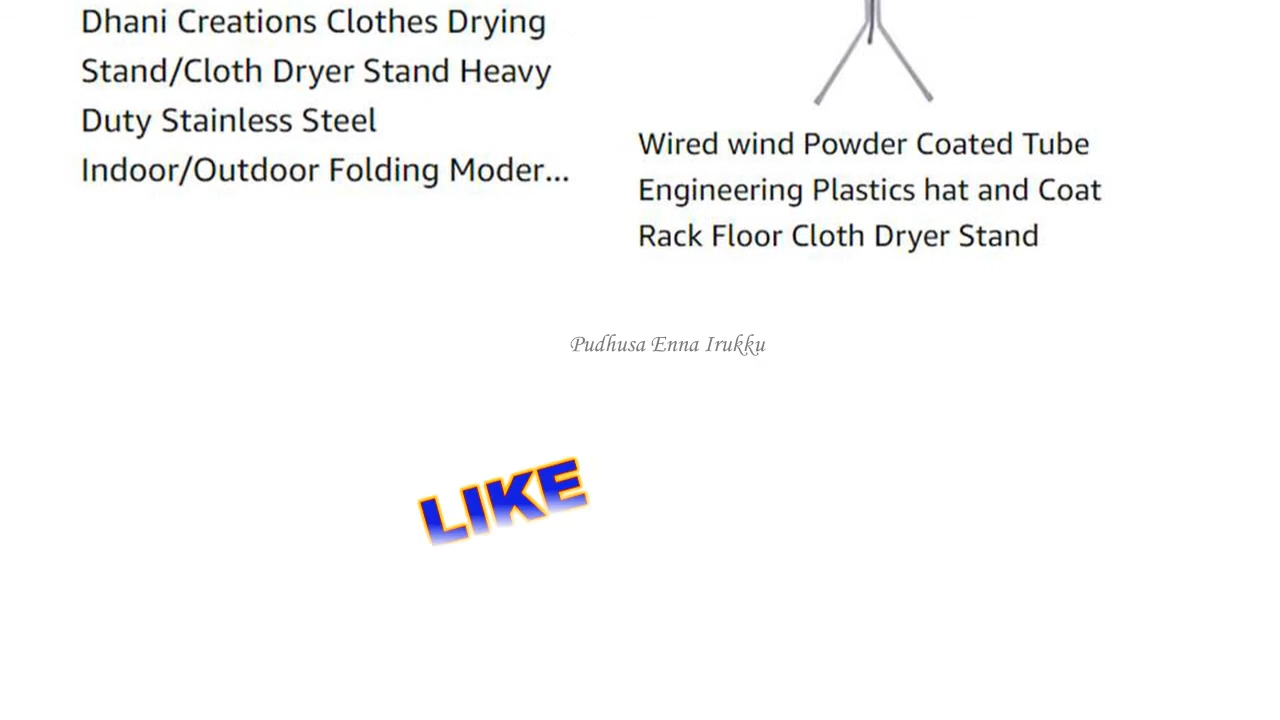 Dhani Creations Clothes Drying
Stand/Cloth Dryer Stand Heavy
Duty Stainless Steel
Indoor/Outdoor Folding Moder...
Wired wind Powder Coated Tube
Engineering Plastics hat and Coat
Rack Floor Cloth Dryer Stand
Pudhusa Enna Irukku
LIKE